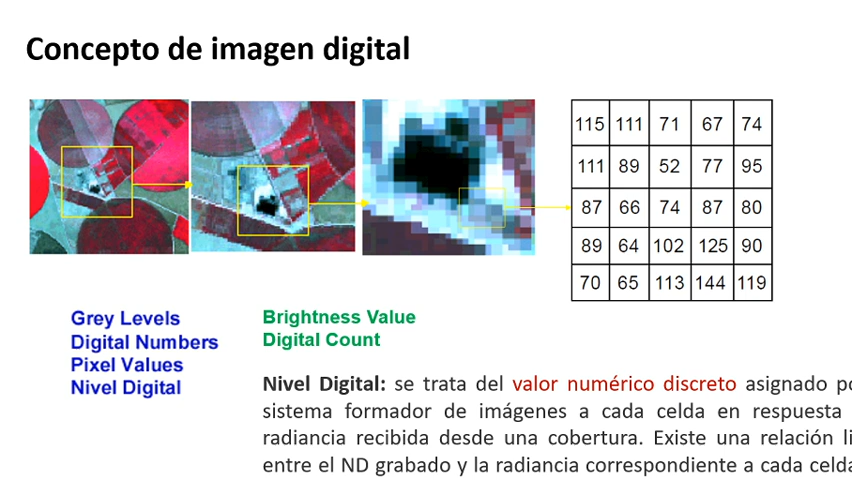 Concepto de imagen digital
115 111 71 67 74
111 89 52 77 95
87 66 74 87 80
89 64 102 125 90
70 65 113 144 119
Grey Levels
Digital Numbers
Pixel Values
Nivel Digital
Brightness Value
Digital Count
Nivel Digital: se trata del valor numérico discreto asignado
sistema formador de imágenes a cada celda en respuesta
radiancia recibida desde una cobertura. Existe una relación
entre el ND grabado y la radiancia correspondiente a cada